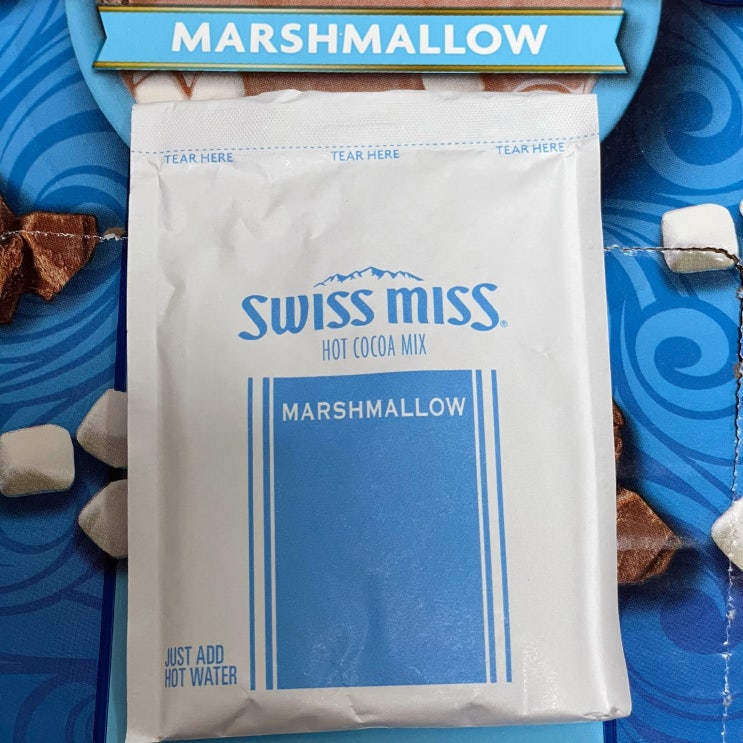 MARSHMALLOW
TEAR HERE TEAR HERE TEAR HERE
SWISS MISS®
HOT COCOA MIX
MARSHMALLOW
JUST ADD
HOT WATER